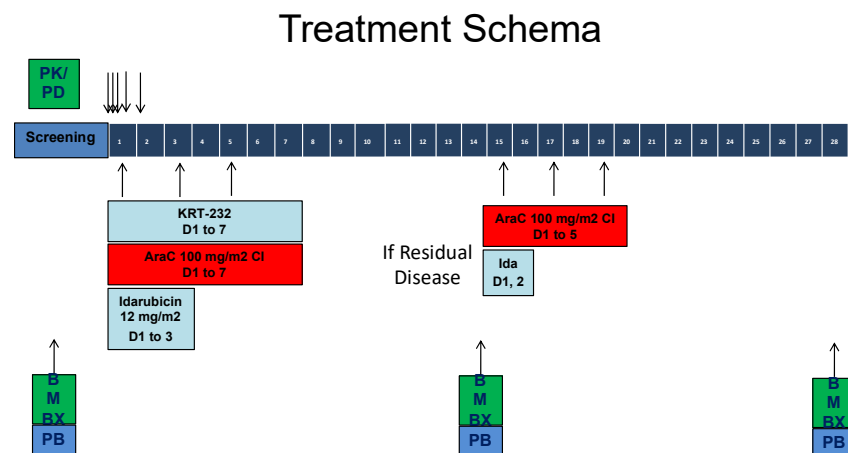 Treatment Schema
PK/
PD
Screening
1 2 3 4 5 6 7 8 9 10 11 12 13 14 15 16 17 18 19 20 21 22 23 24 25 26 27 28
KRT-232
D1 to 7
AraC 100 mg/m2 CI
D1 to 7
Idarubicin
12 mg/m2
D1 to 3
If Residual
Disease
AraC 100 mg/m2 CI
D1 to 5
Ida
D1, 2
B
M
BX
PB
B
M
BX
PB
B
M
BX
PB